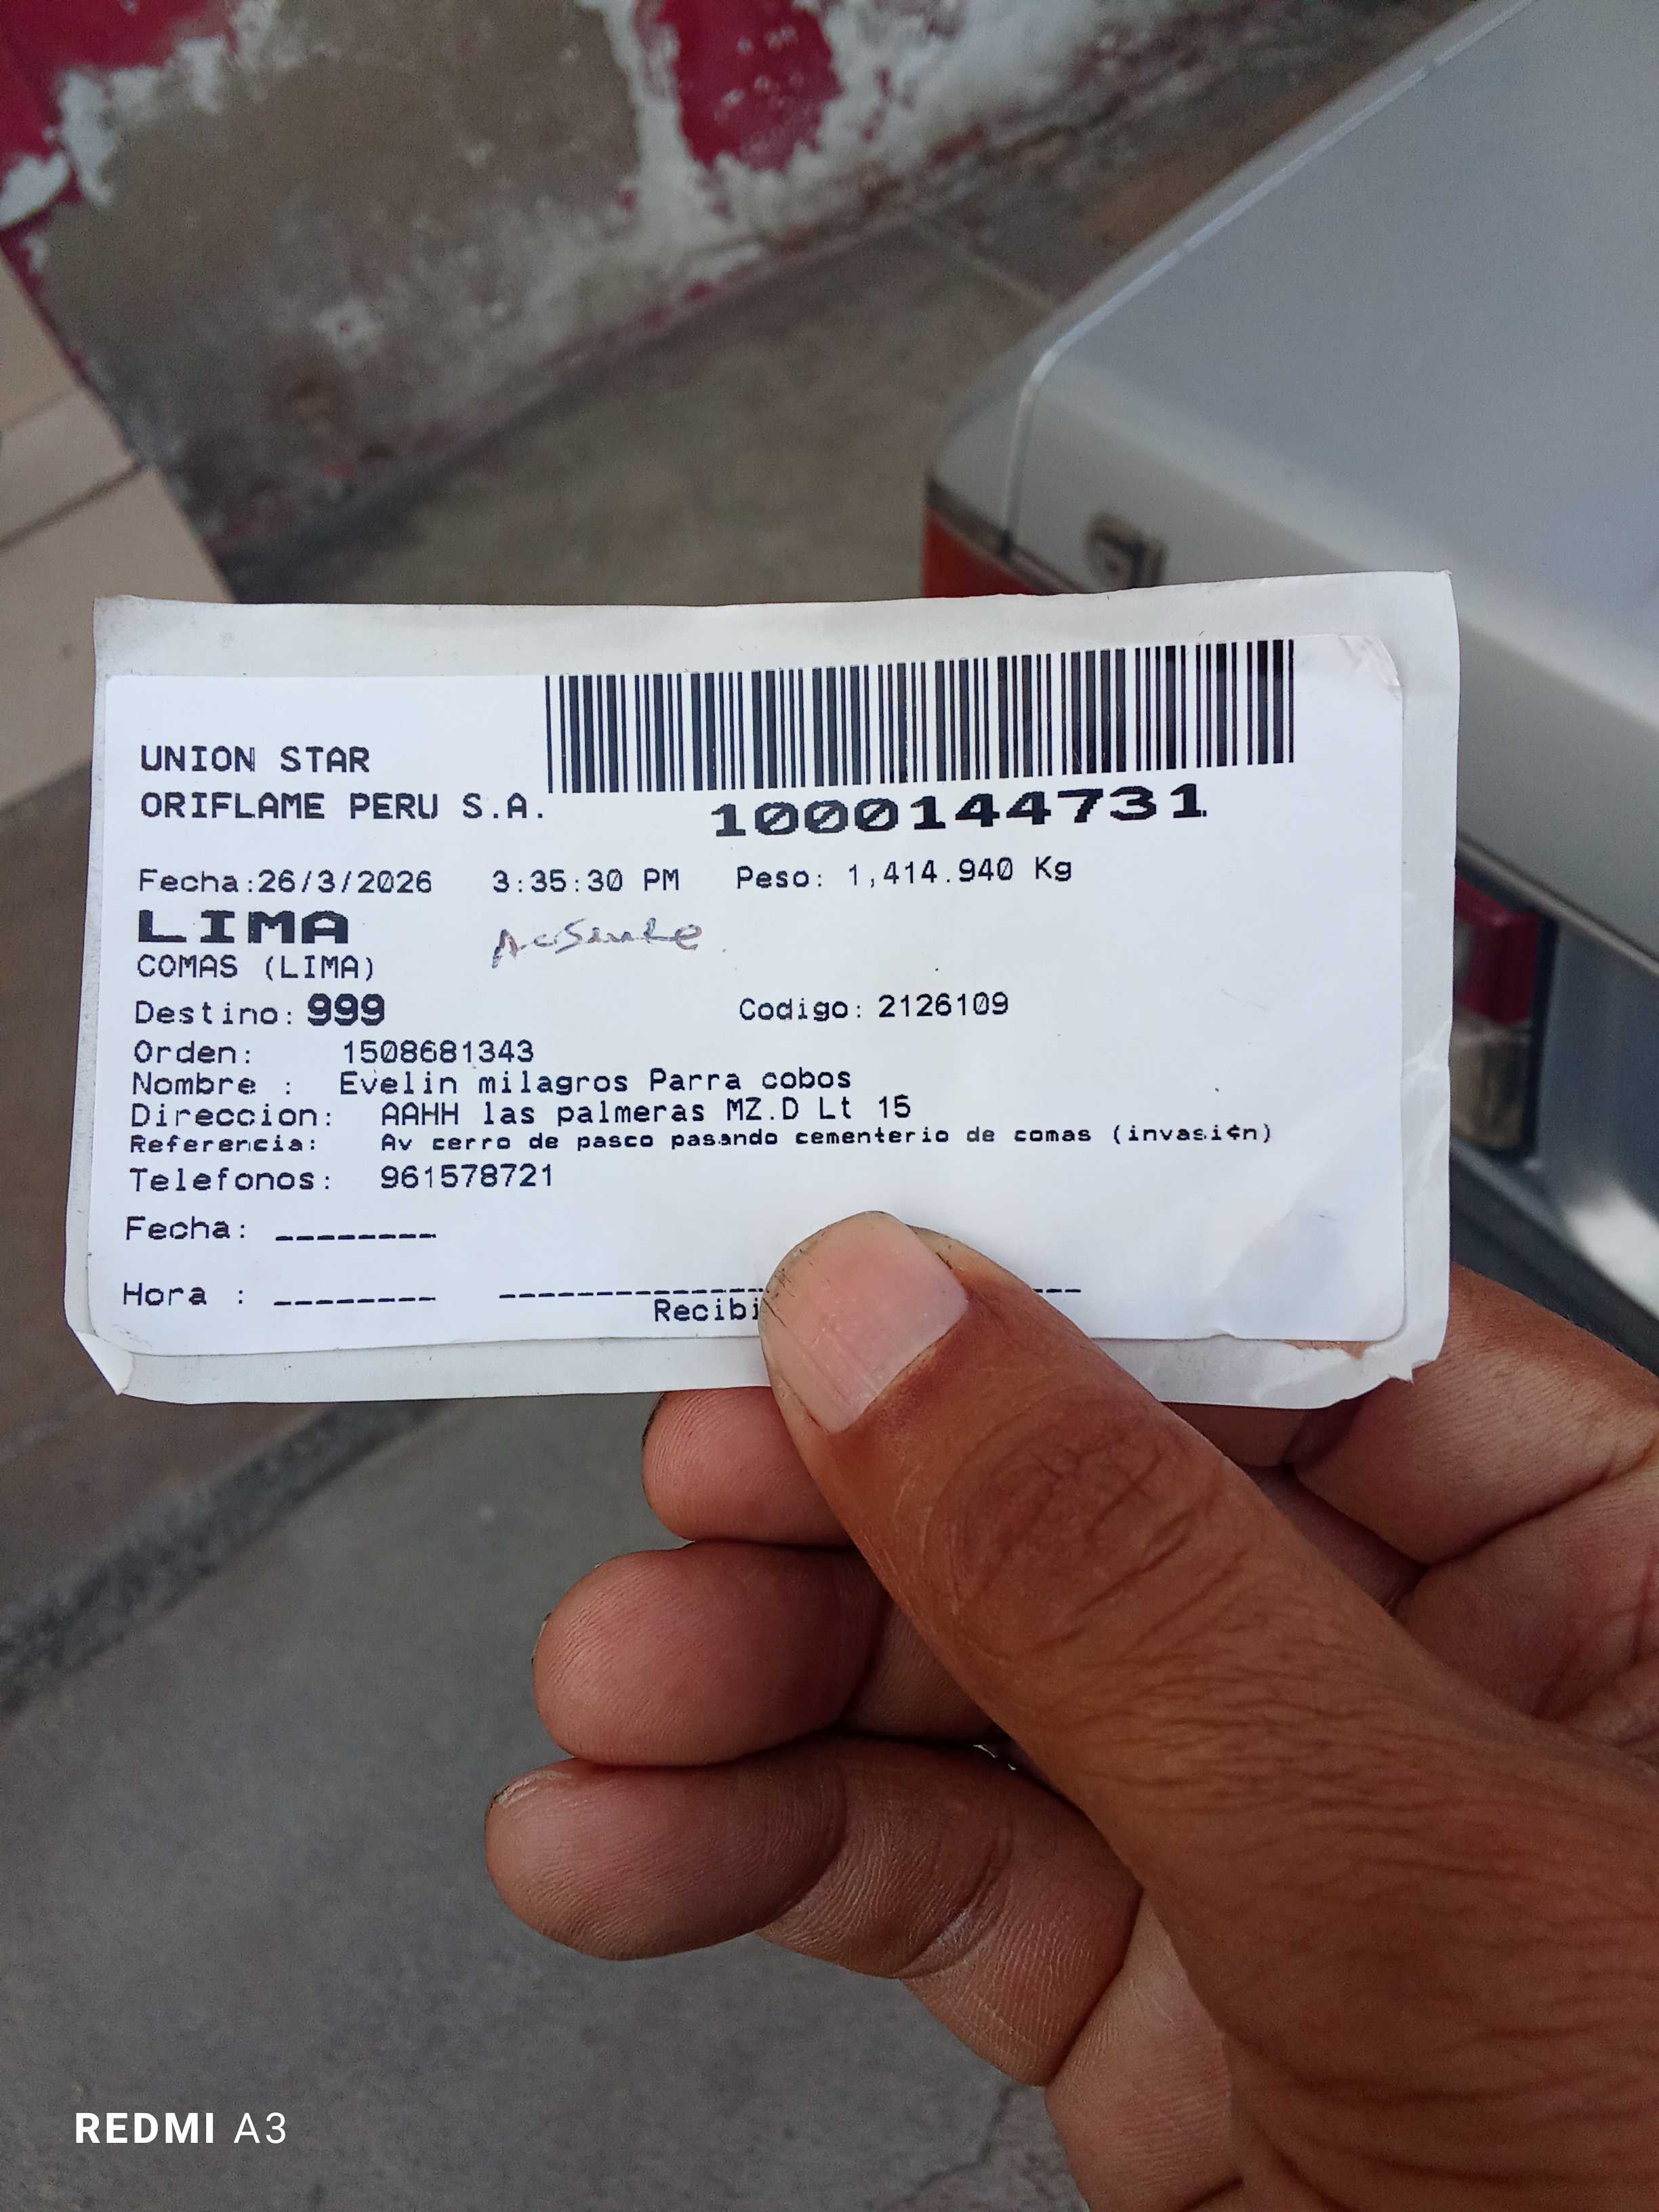 UNION STAR
ORIFLAME PERU S.A.
1000144731
Fecha:26/3/2026 3:35:30 PM Peso: 1,414.940 Kg
LIMA
COMAS (LIMA)
Destino: 999 Codigo: 2126109
Orden: 1508681343
Nombre : Evelin milagros Parra cobos
Direccion: AAHH las palmeras MZ.D Lt 15
Referencia: Av cerro de pasco pasando cementerio de comas (invasi¢n)
Telefonos: 961578721
Fecha: --------
Hora : --------
Recibi
REDMI A3